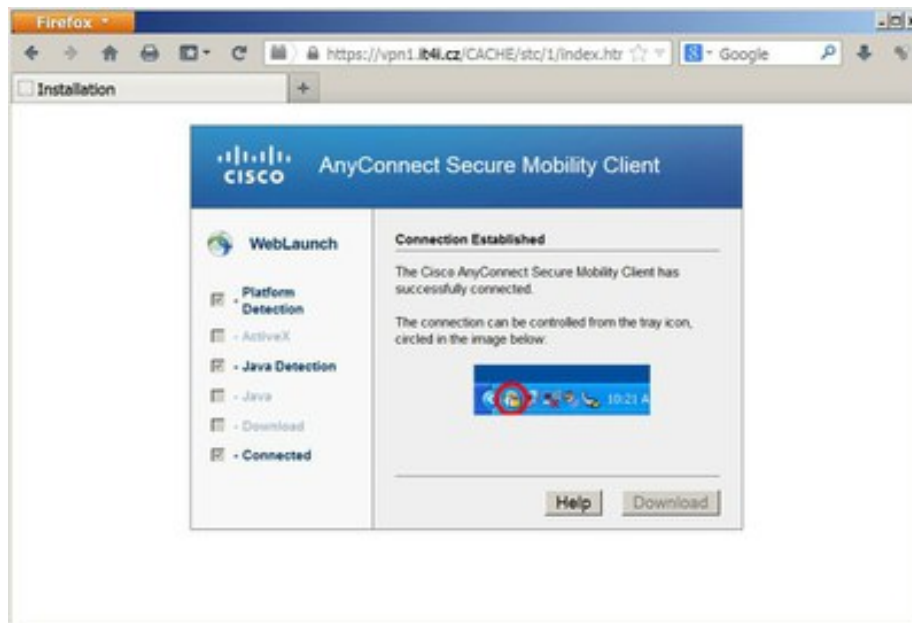 Firefox
https://vpn1.it4i.cz/CACHE/stc/1/index.htr
Google
Installation
CISCO
AnyConnect Secure Mobility Client
WebLaunch
- Platform
Detection
- ActiveX
- Java Detection
- Java
- Download
- Connected
Connection Established
The Cisco AnyConnect Secure Mobility Client has
successfully connected.
The connection can be controlled from the tray icon,
circled in the image below:
10:21 A
Help
Download